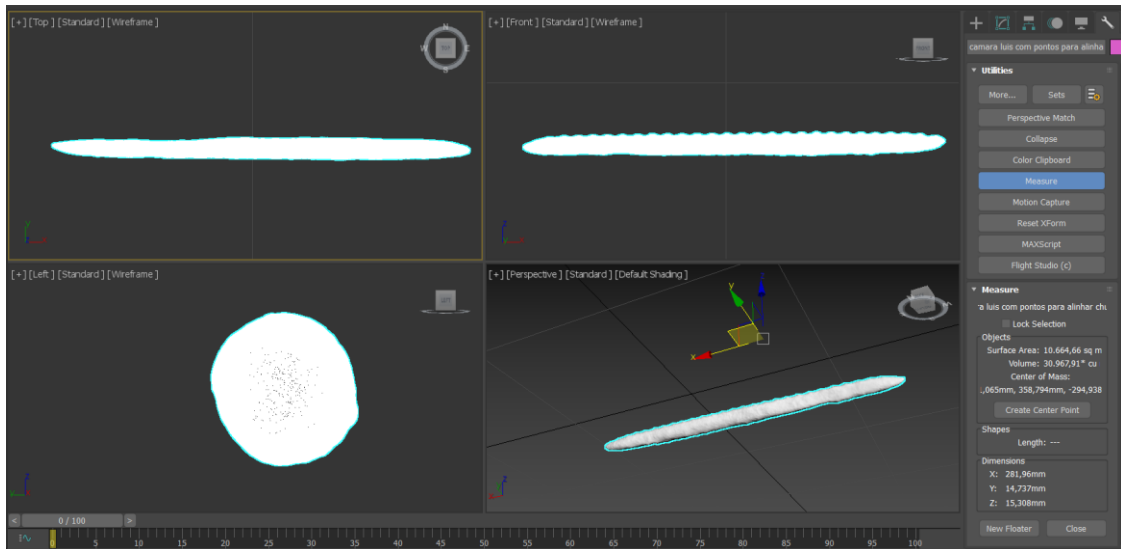 [+] [Top ] [Standard ] [Wireframe ]
[+] [Front ] [Standard ] [Wireframe ]
[+] [Left ] [Standard ] [Wireframe ]
[+] [Perspective ] [Standard ] [Default Shading ]
camara luis com pontos para alinha
Utilities
More...
Sets
Perspective Match
Collapse
Color Clipboard
Measure
Motion Capture
Reset XForm
MAXScript
Flight Studio (c)
Measure
luis com pontos para alinhar
Lock Selection
Objects
Surface Area: 10.664,66 sq m
Volume: 30.967,91* cu
Center of Mass:
,065mm, 358,794mm, -294,938
Create Center Point
Shapes
Length: ---
Dimensions
X: 281,96mm
Y: 14,737mm
Z: 15,308mm
New Floater
Close
< 0 / 100 >
0 5 10 15 20 25 30 35 40 45 50 55 60 65 70 75 80 85 90 95 100